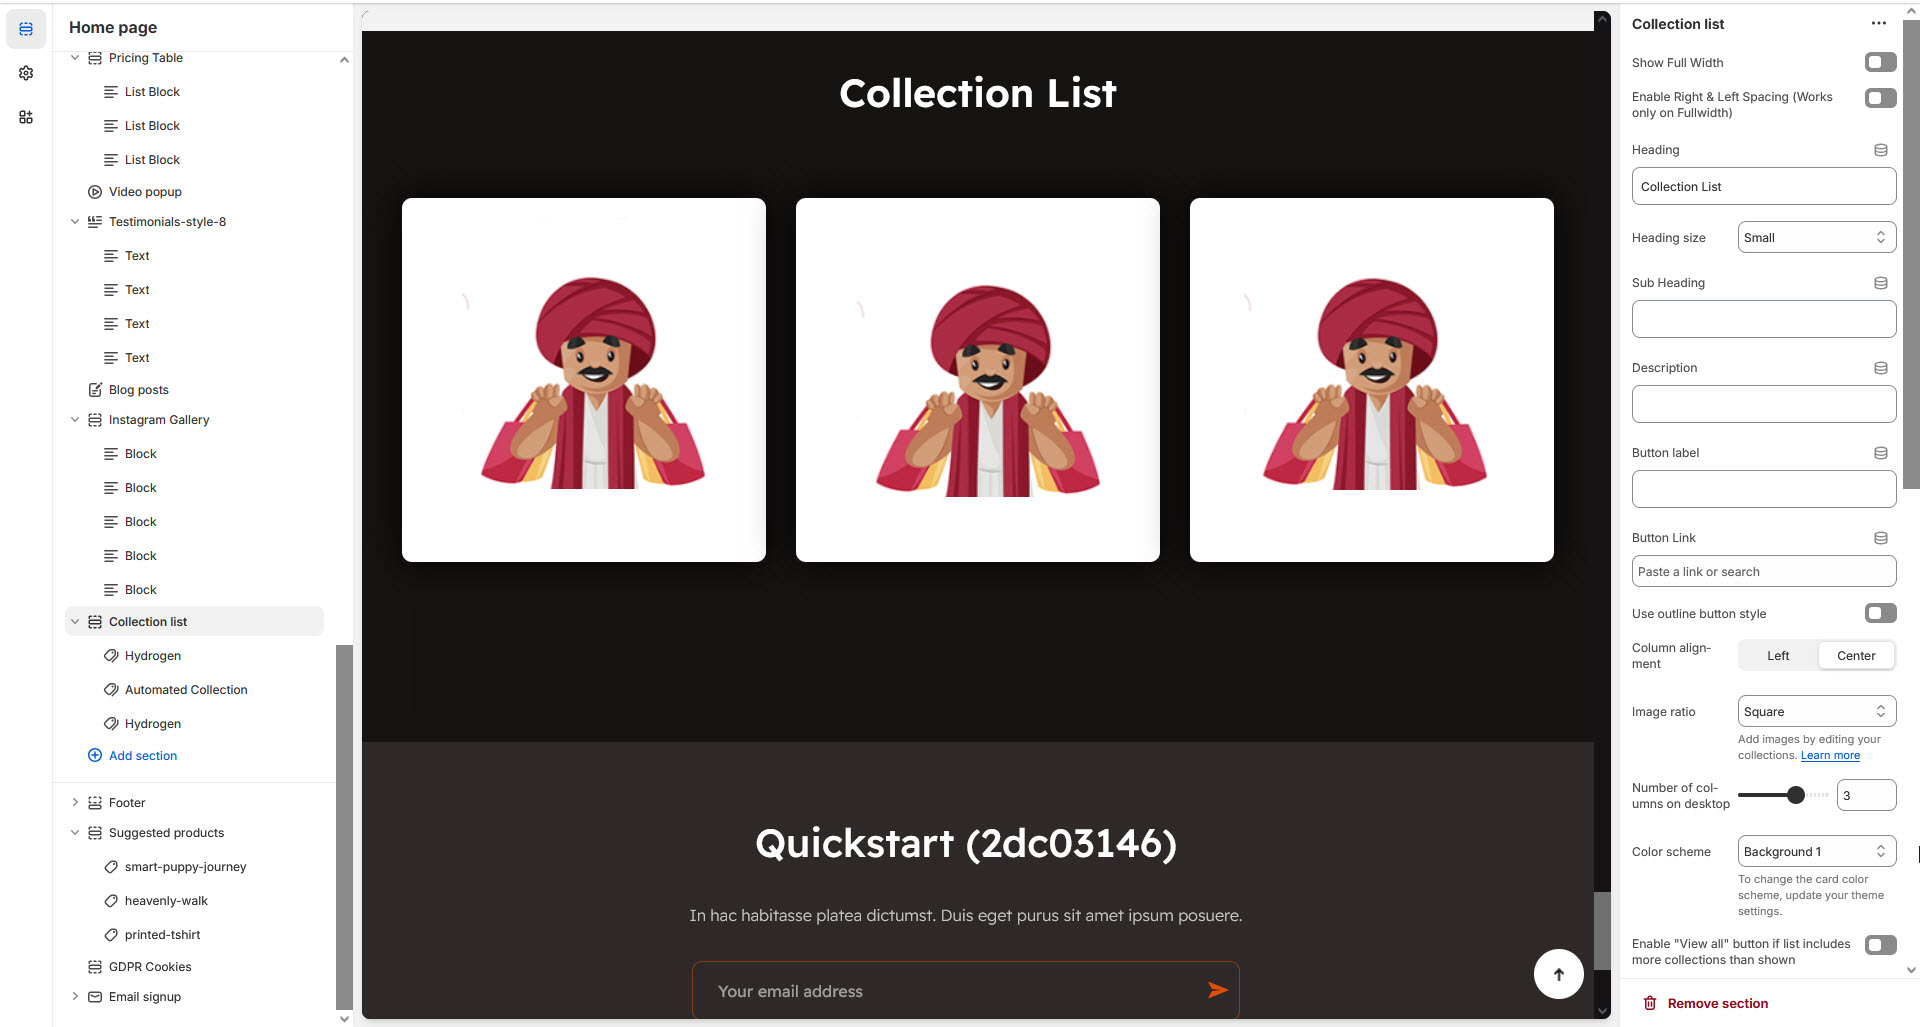 Home page
Pricing Table
List Block
List Block
List Block
Video popup
Testimonials-style-8
Text
Text
Text
Text
Blog posts
Instagram Gallery
Block
Block
Block
Block
Block
Collection list
Hydrogen
Automated Collection
Hydrogen
Add section
Footer
Suggested products
smart-puppy-journey
heavenly-walk
printed-tshirt
GDPR Cookies
Email signup
Collection List
Quickstart (2dc03146)
In hac habitasse platea dictumst. Duis eget purus sit amet ipsum posuere.
Your email address
Collection list
Show Full Width
Enable Right & Left Spacing (Works
only on Fullwidth)
Heading
Collection List
Heading size
Small
Sub Heading
Description
Button label
Button Link
Paste a link or search
Use outline button style
Column align-
ment
Left
Center
Image ratio
Square
Add images by editing your
collections. Learn more
Number of col-
umns on desktop
3
Color scheme
Background 1
To change the card color
scheme, update your theme
settings.
Enable "View all" button if list includes
more collections than shown
Remove section